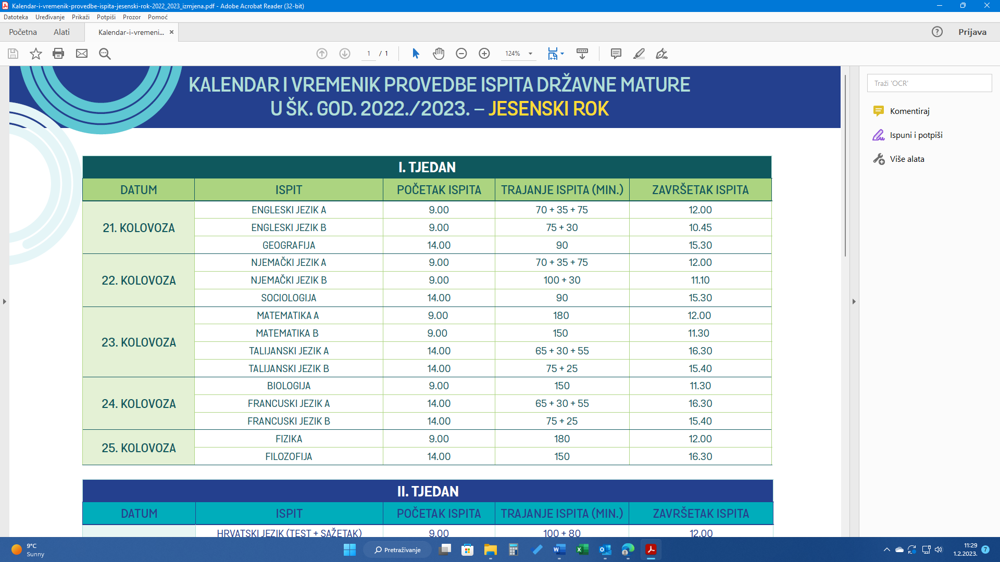 Kalendar-i-vremenik-provedbe-ispita-jesenski-rok-2022_2023_izmjena.pdf - Adobe Acrobat Reader (32-bit)
Datoteka Uređivanje Prikaži Potpiši Prozor Pomoć
Početna Alati Kalendar-i-vremeni... × ? Prijava
1 / 1 124%
KALENDAR I VREMENIK PROVEDBE ISPITA DRŽAVNE MATURE
U ŠK. GOD. 2022./2023. – JESENSKI ROK
Traži 'OCR'
Komentiraj
Ispuni i potpiši
Više alata
I. TJEDAN
DATUM ISPIT POČETAK ISPITA TRAJANJE ISPITA (MIN.) ZAVRŠETAK ISPITA
21. KOLOVOZA
ENGLESKI JEZIK A 9.00 70 + 35 + 75 12.00
ENGLESKI JEZIK B 9.00 75 + 30 10.45
GEOGRAFIJA 14.00 90 15.30
22. KOLOVOZA
NJEMAČKI JEZIK A 9.00 70 + 35 + 75 12.00
NJEMAČKI JEZIK B 9.00 100 + 30 11.10
SOCIOLOGIJA 14.00 90 15.30
23. KOLOVOZA
MATEMATIKA A 9.00 180 12.00
MATEMATIKA B 9.00 150 11.30
TALIJANSKI JEZIK A 14.00 65 + 30 + 55 16.30
TALIJANSKI JEZIK B 14.00 75 + 25 15.40
24. KOLOVOZA
BIOLOGIJA 9.00 150 11.30
FRANCUSKI JEZIK A 14.00 65 + 30 + 55 16.30
FRANCUSKI JEZIK B 14.00 75 + 25 15.40
25. KOLOVOZA
FIZIKA 9.00 180 12.00
FILOZOFIJA 14.00 150 16.30
II. TJEDAN
DATUM ISPIT POČETAK ISPITA TRAJANJE ISPITA (MIN.) ZAVRŠETAK ISPITA
HRVATSKI JEZIK (TEST + SAŽETAK) 9.00 100 + 80 12.00
9°C
Sunny
Pretraživanje
11:29
1.2.2023.
7